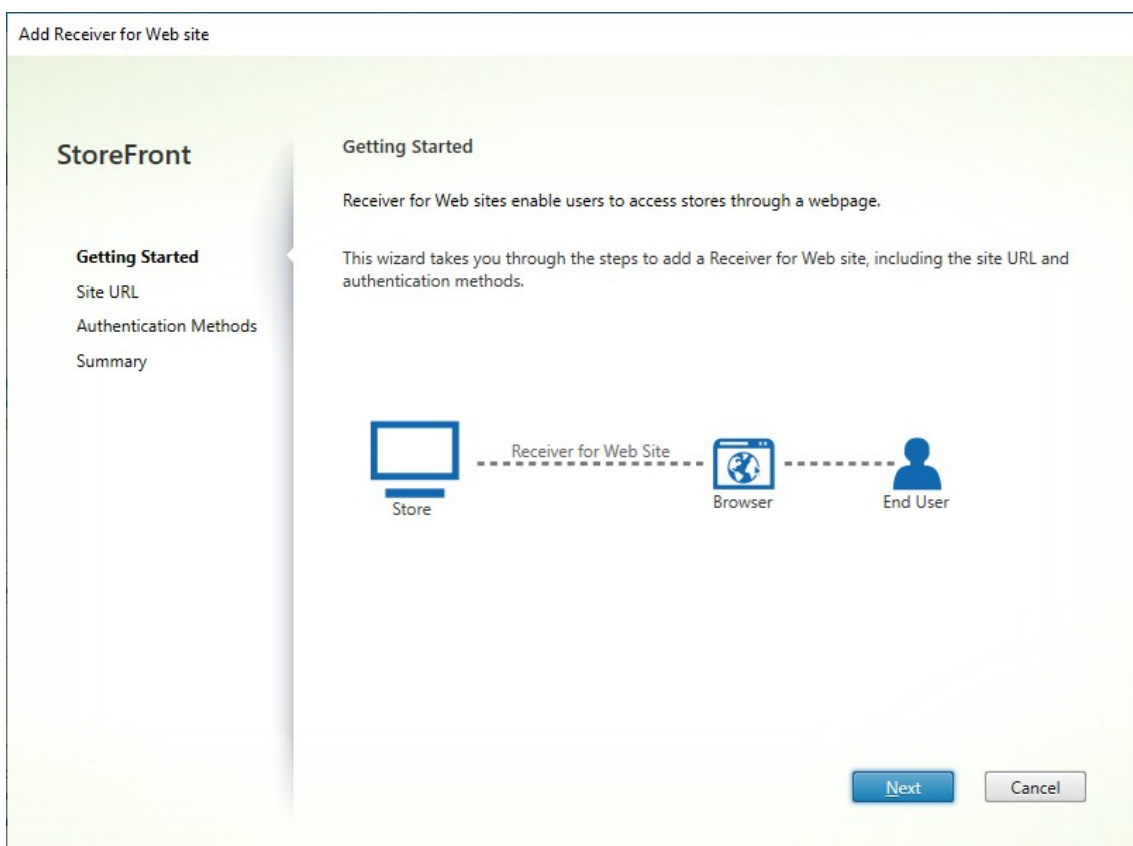 Add Receiver for Web site
StoreFront
Getting Started
Site URL
Authentication Methods
Summary
Getting Started
Receiver for Web sites enable users to access stores through a webpage.
This wizard takes you through the steps to add a Receiver for Web site, including the site URL and
authentication methods.
Receiver for Web Site
Store
Browser
End User
Next
Cancel